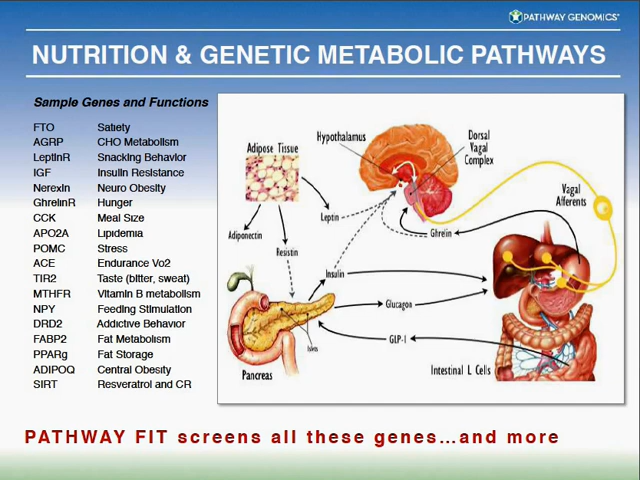 PATHWAY GENOMICS
NUTRITION & GENETIC METABOLIC PATHWAYS
Sample Genes and Functions
FTO Satiety
AGRP CHO Metabolism
LeptinR Snacking Behavior
IGF Insulin Resistance
Nerexin Neuro Obesity
GhrelinR Hunger
CCK Meal Size
APO2A Lipidemia
POMC Stress
ACE Endurance Vo2
TIR2 Taste (bitter, sweat)
MTHFR Vitamin B metabolism
NPY Feeding Stimulation
DRD2 Addictive Behavior
FABP2 Fat Metabolism
PPARg Fat Storage
ADIPOQ Central Obesity
SIRT Resveratrol and CR
Hypothalamus
Dorsal
Vagal
Complex
Adipose Tissue
Vagal
Afferents
Leptin
Ghrelin
Adiponectin
Resistin
Insulin
Glucagon
GLP-1
Islets
Pancreas
Intestinal L Cells
PATHWAY FIT screens all these genes...and more